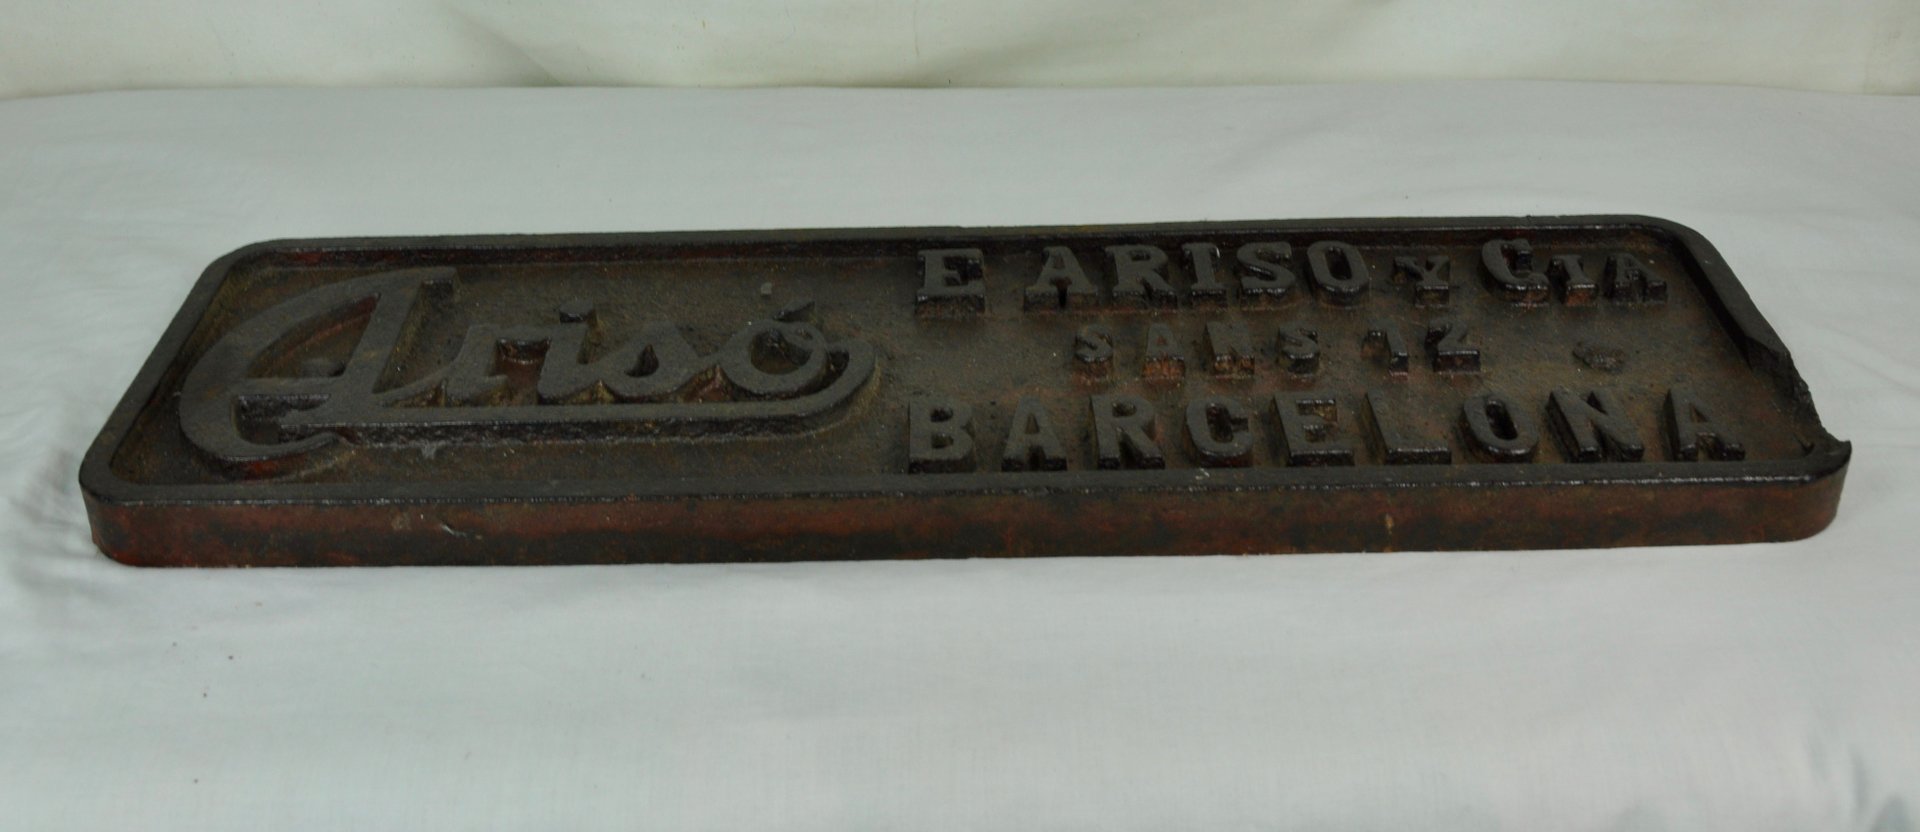 Arisó
E ARISO Y CIA
SANS 12
BARCELONA